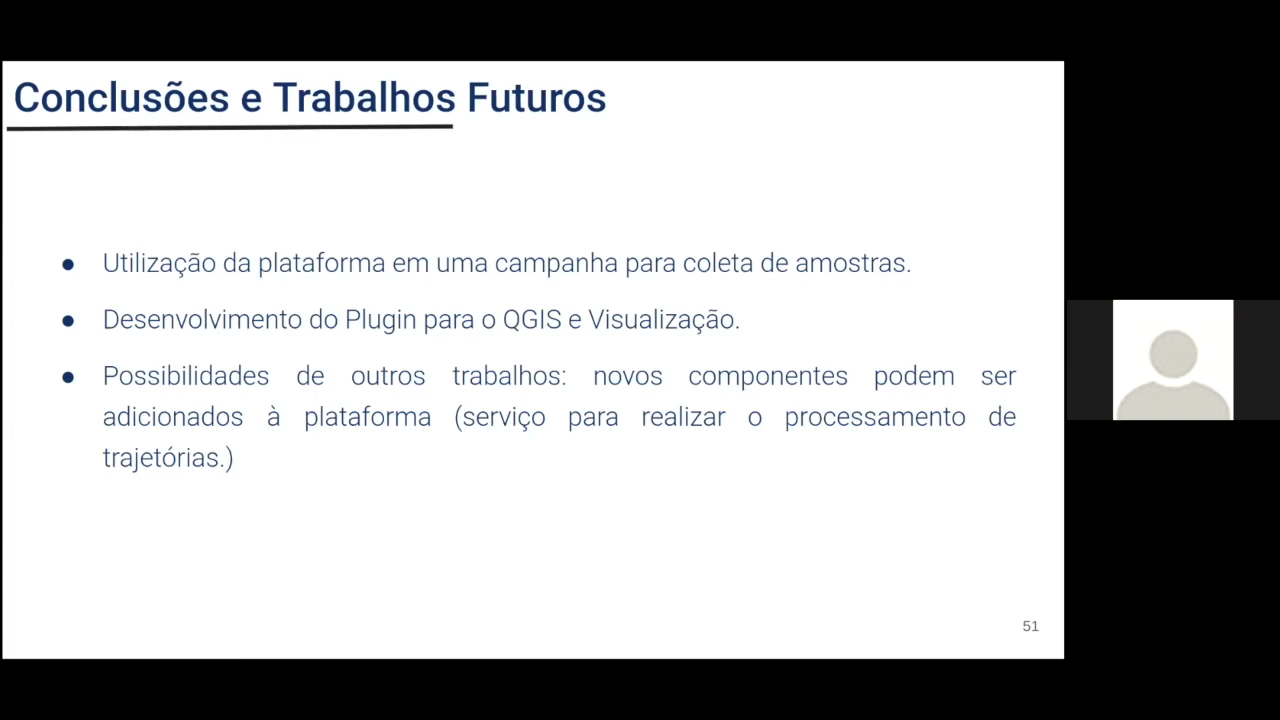 Conclusões e Trabalhos Futuros
● Utilização da plataforma em uma campanha para coleta de amostras.
● Desenvolvimento do Plugin para o QGIS e Visualização.
● Possibilidades de outros trabalhos: novos componentes podem ser
adicionados à plataforma (serviço para realizar o processamento de
trajetórias.)
51